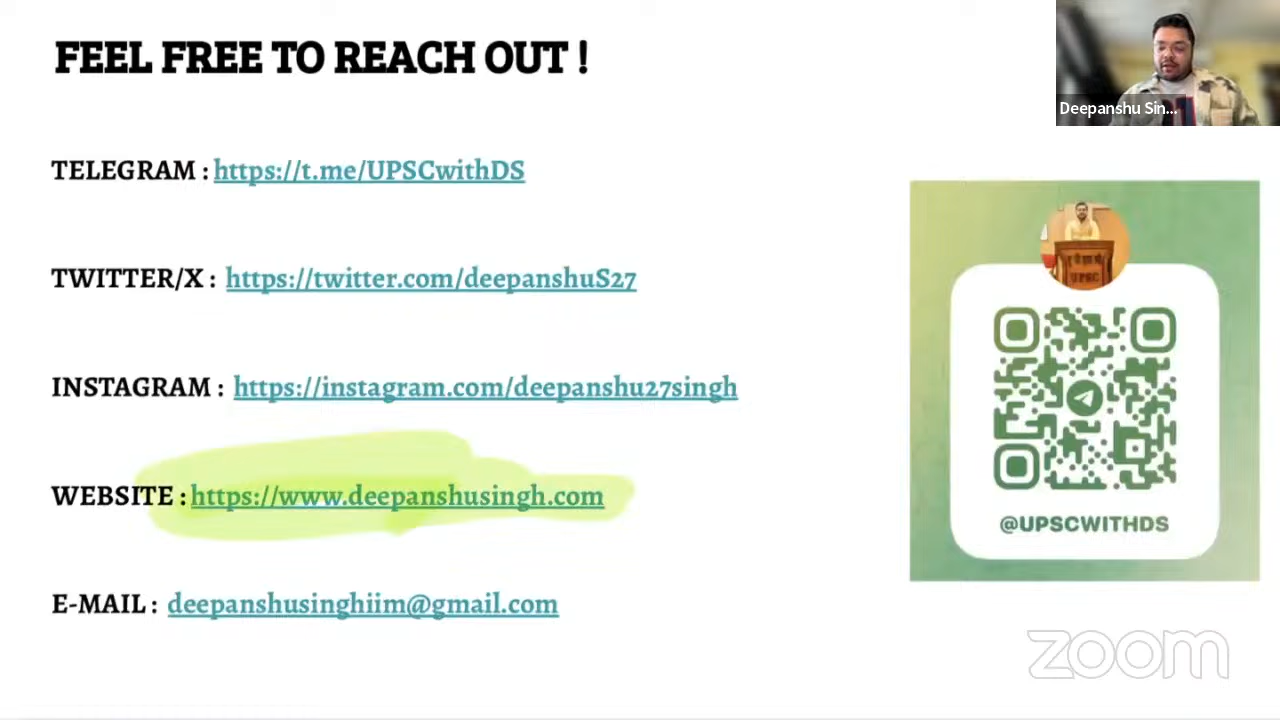 FEEL FREE TO REACH OUT !
Deepanshu Sin...
TELEGRAM : https://t.me/UPSCwithDS
TWITTER/X : https://twitter.com/deepanshuS27
UPSC
INSTAGRAM : https://instagram.com/deepanshu27singh
WEBSITE : https://www.deepanshusingh.com
@UPSCWITHDS
E-MAIL : deepanshusinghiim@gmail.com
zoom